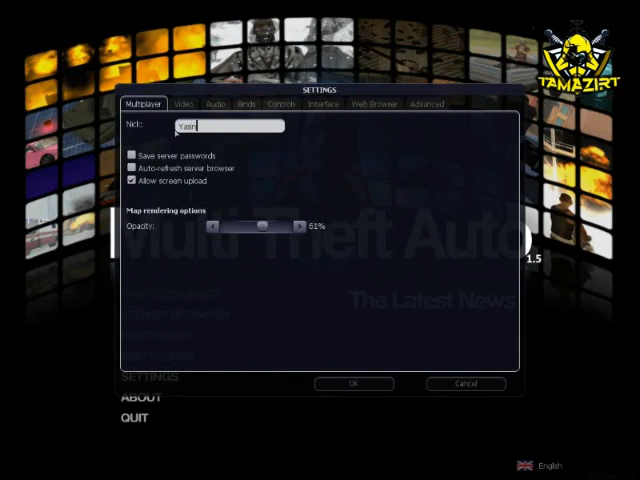 TAMAZIRT
SETTINGS
Multiplayer Video Audio Binds Controls Interface Web Browser Advanced
Nick: Yasin
Save server passwords
Auto-refresh server browser
Allow screen upload
Map rendering options
Opacity: 61%
Multi Theft Auto
1.5
The Latest News
SETTINGS
OK Cancel
ABOUT
QUIT
English